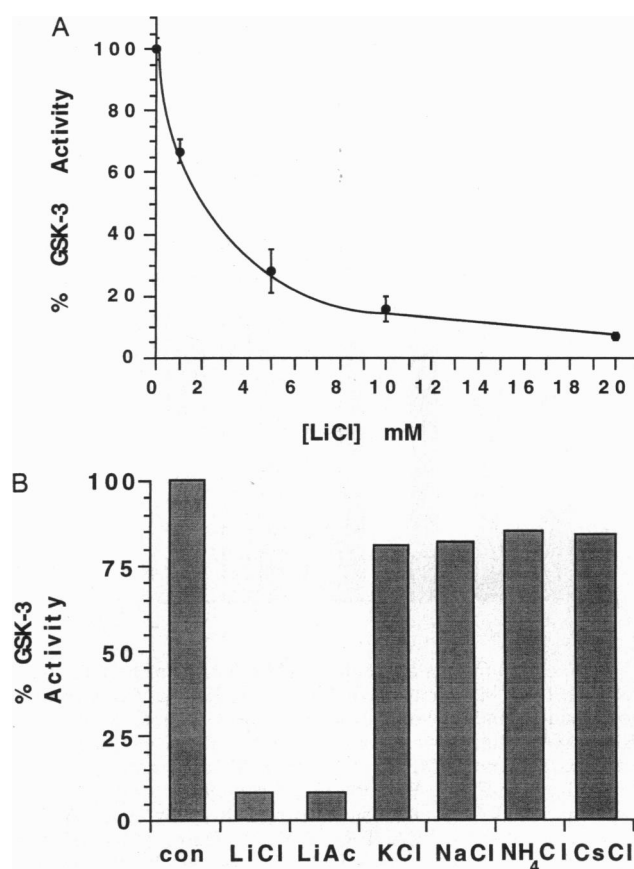 A
% GSK-3 Activity
100
80
60
40
20
0
0 2 4 6 8 10 12 14 16 18 20
[LiCl] mM
B
% GSK-3
Activity
100
75
50
25
0
con LiCl LiAc KCl NaCl NH4Cl CsCl